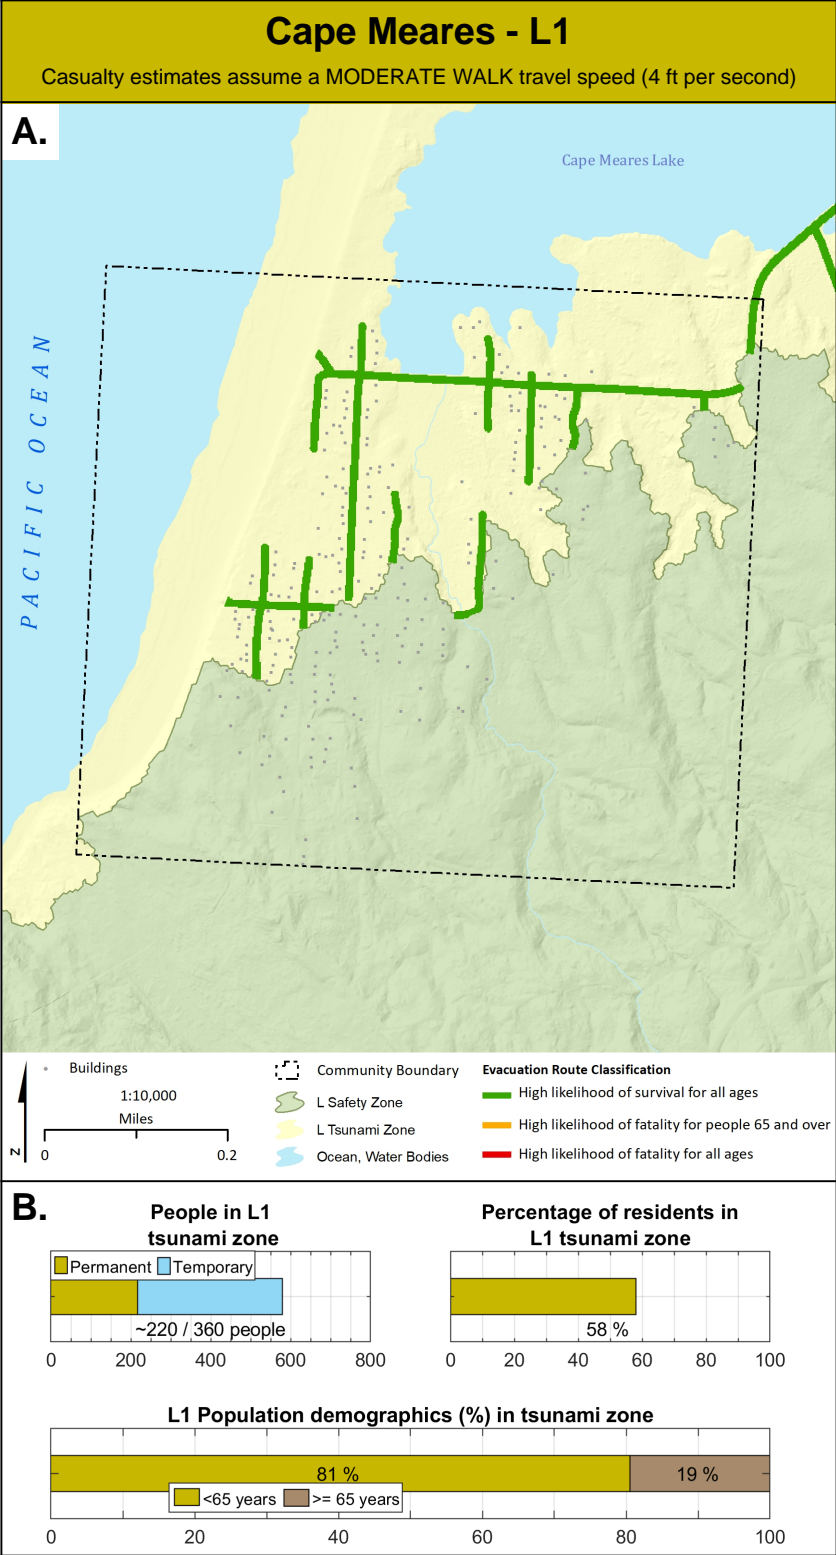 Cape Meares - L1
Casualty estimates assume a MODERATE WALK travel speed (4 ft per second)
A.
Cape Meares Lake
PACIFIC OCEAN
Buildings
1:10,000
Miles
0 0.2
N
Community Boundary
L Safety Zone
L Tsunami Zone
Ocean, Water Bodies
Evacuation Route Classification
High likelihood of survival for all ages
High likelihood of fatality for people 65 and over
High likelihood of fatality for all ages
B.
People in L1
tsunami zone
Permanent Temporary
~220 / 360 people
0 200 400 600 800
Percentage of residents in
L1 tsunami zone
58 %
0 20 40 60 80 100
L1 Population demographics (%) in tsunami zone
81 % 19 %
<65 years >= 65 years
0 20 40 60 80 100